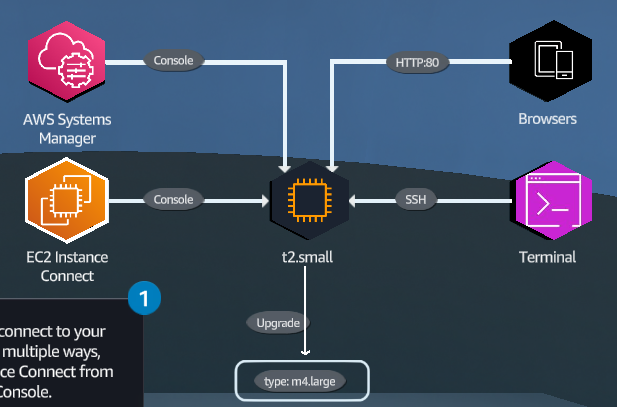 Console
HTTP:80
AWS Systems
Manager
Browsers
Console
SSH
EC2 Instance
Connect
t2.small
Terminal
1
connect to your
multiple ways,
ce Connect from
Console.
Upgrade
type: m4.large